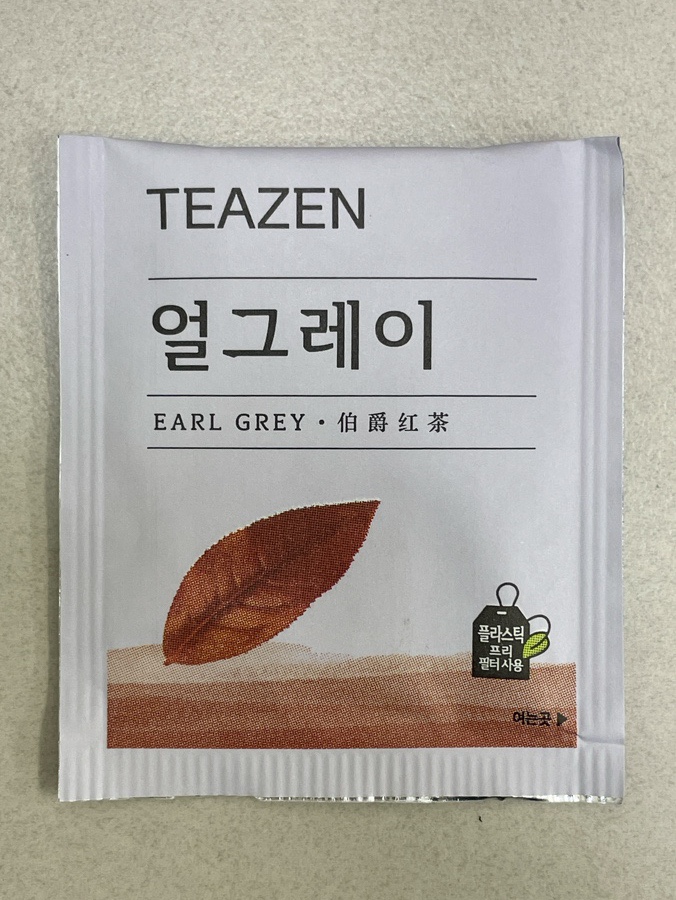 TEAZEN
얼그레이
EARL GREY · 伯爵红茶
플라스틱
프리
필터사용
여는곳 ▶